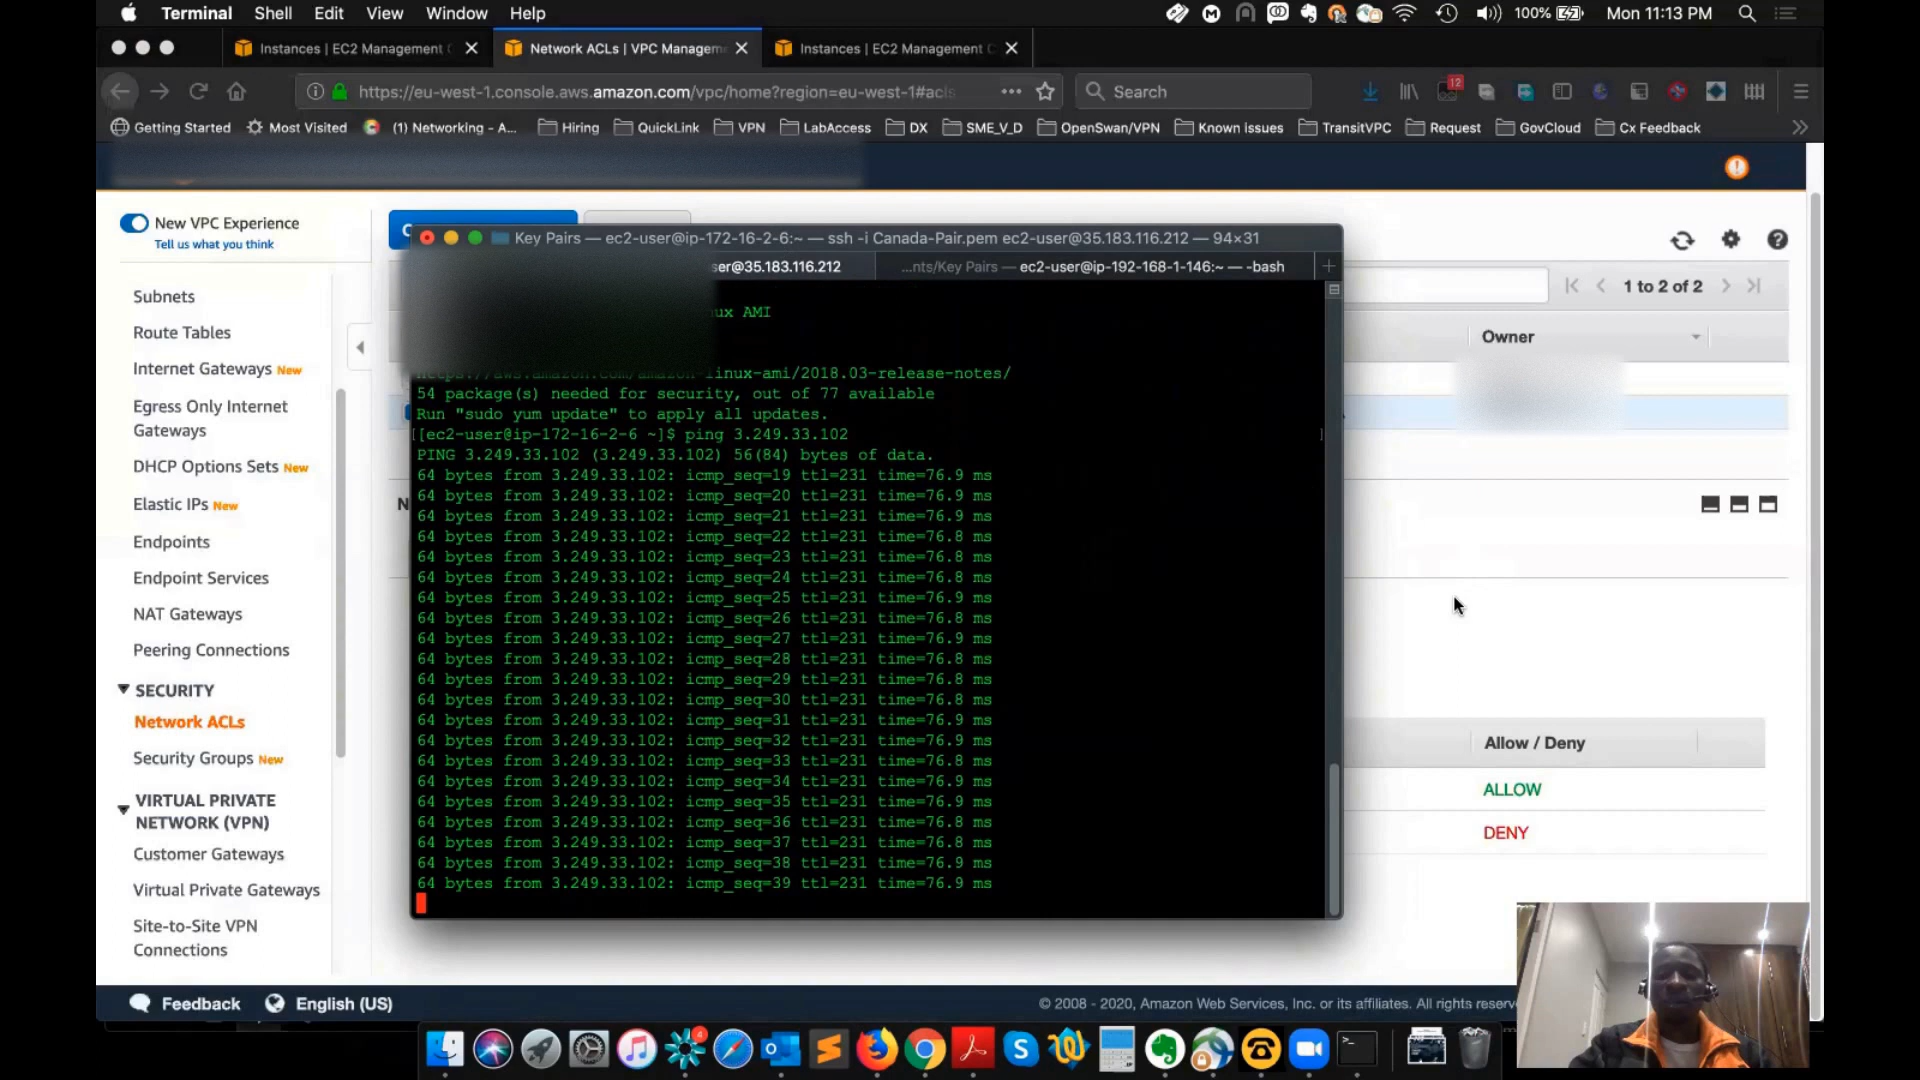 Terminal Shell Edit View Window Help 100% Mon 11:13 PM
Instances | EC2 Management C Network ACLs | VPC Managem Instances | EC2 Management C
https://eu-west-1.console.aws.amazon.com/vpc/home?region=eu-west-1#acls Search 12
Getting Started Most Visited (1) Networking - A... Hiring QuickLink VPN LabAccess DX SME_V_D OpenSwan/VPN Known issues TransitVPC Request GovCloud Cx Feedback
New VPC Experience
Tell us what you think
Subnets
Route Tables
Internet Gateways New
Egress Only Internet
Gateways
DHCP Options Sets New
Elastic IPs New
Endpoints
Endpoint Services
NAT Gateways
Peering Connections
SECURITY
Network ACLs
Security Groups New
VIRTUAL PRIVATE
NETWORK (VPN)
Customer Gateways
Virtual Private Gateways
Site-to-Site VPN
Connections
Key Pairs — ec2-user@ip-172-16-2-6:~ — ssh -i Canada-Pair.pem ec2-user@35.183.116.212 — 94×31
ser@35.183.116.212 ...nts/Key Pairs — ec2-user@ip-192-168-1-146:~ — -bash
ux AMI
https://aws.amazon.com/amazon-linux-ami/2018.03-release-notes/
54 package(s) needed for security, out of 77 available
Run "sudo yum update" to apply all updates.
[[ec2-user@ip-172-16-2-6 ~]$ ping 3.249.33.102 ]
PING 3.249.33.102 (3.249.33.102) 56(84) bytes of data.
64 bytes from 3.249.33.102: icmp_seq=19 ttl=231 time=76.9 ms
64 bytes from 3.249.33.102: icmp_seq=20 ttl=231 time=76.9 ms
64 bytes from 3.249.33.102: icmp_seq=21 ttl=231 time=76.9 ms
64 bytes from 3.249.33.102: icmp_seq=22 ttl=231 time=76.8 ms
64 bytes from 3.249.33.102: icmp_seq=23 ttl=231 time=76.8 ms
64 bytes from 3.249.33.102: icmp_seq=24 ttl=231 time=76.8 ms
64 bytes from 3.249.33.102: icmp_seq=25 ttl=231 time=76.9 ms
64 bytes from 3.249.33.102: icmp_seq=26 ttl=231 time=76.8 ms
64 bytes from 3.249.33.102: icmp_seq=27 ttl=231 time=76.9 ms
64 bytes from 3.249.33.102: icmp_seq=28 ttl=231 time=76.8 ms
64 bytes from 3.249.33.102: icmp_seq=29 ttl=231 time=76.9 ms
64 bytes from 3.249.33.102: icmp_seq=30 ttl=231 time=76.8 ms
64 bytes from 3.249.33.102: icmp_seq=31 ttl=231 time=76.9 ms
64 bytes from 3.249.33.102: icmp_seq=32 ttl=231 time=76.8 ms
64 bytes from 3.249.33.102: icmp_seq=33 ttl=231 time=76.8 ms
64 bytes from 3.249.33.102: icmp_seq=34 ttl=231 time=76.8 ms
64 bytes from 3.249.33.102: icmp_seq=35 ttl=231 time=76.9 ms
64 bytes from 3.249.33.102: icmp_seq=36 ttl=231 time=76.9 ms
64 bytes from 3.249.33.102: icmp_seq=37 ttl=231 time=76.8 ms
64 bytes from 3.249.33.102: icmp_seq=38 ttl=231 time=76.9 ms
64 bytes from 3.249.33.102: icmp_seq=39 ttl=231 time=76.9 ms
1 to 2 of 2
Owner
Allow / Deny
ALLOW
DENY
Feedback English (US) © 2008 - 2020, Amazon Web Services, Inc. or its affiliates. All rights reserv